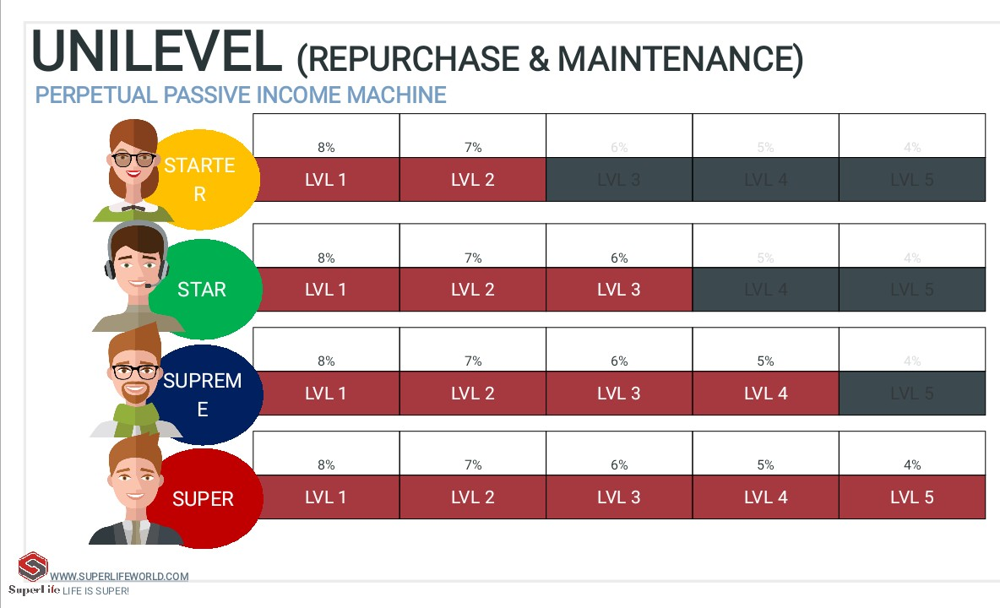 UNILEVEL (REPURCHASE & MAINTENANCE)
PERPETUAL PASSIVE INCOME MACHINE
8% 7% 6% 5% 4%
STARTE
R
LVL 1 LVL 2 LVL 3 LVL 4 LVL 5
8% 7% 6% 5% 4%
STAR LVL 1 LVL 2 LVL 3 LVL 4 LVL 5
8% 7% 6% 5% 4%
SUPREM
E
LVL 1 LVL 2 LVL 3 LVL 4 LVL 5
8% 7% 6% 5% 4%
SUPER LVL 1 LVL 2 LVL 3 LVL 4 LVL 5
WWW.SUPERLIFEWORLD.COM
SuperLife LIFE IS SUPER!